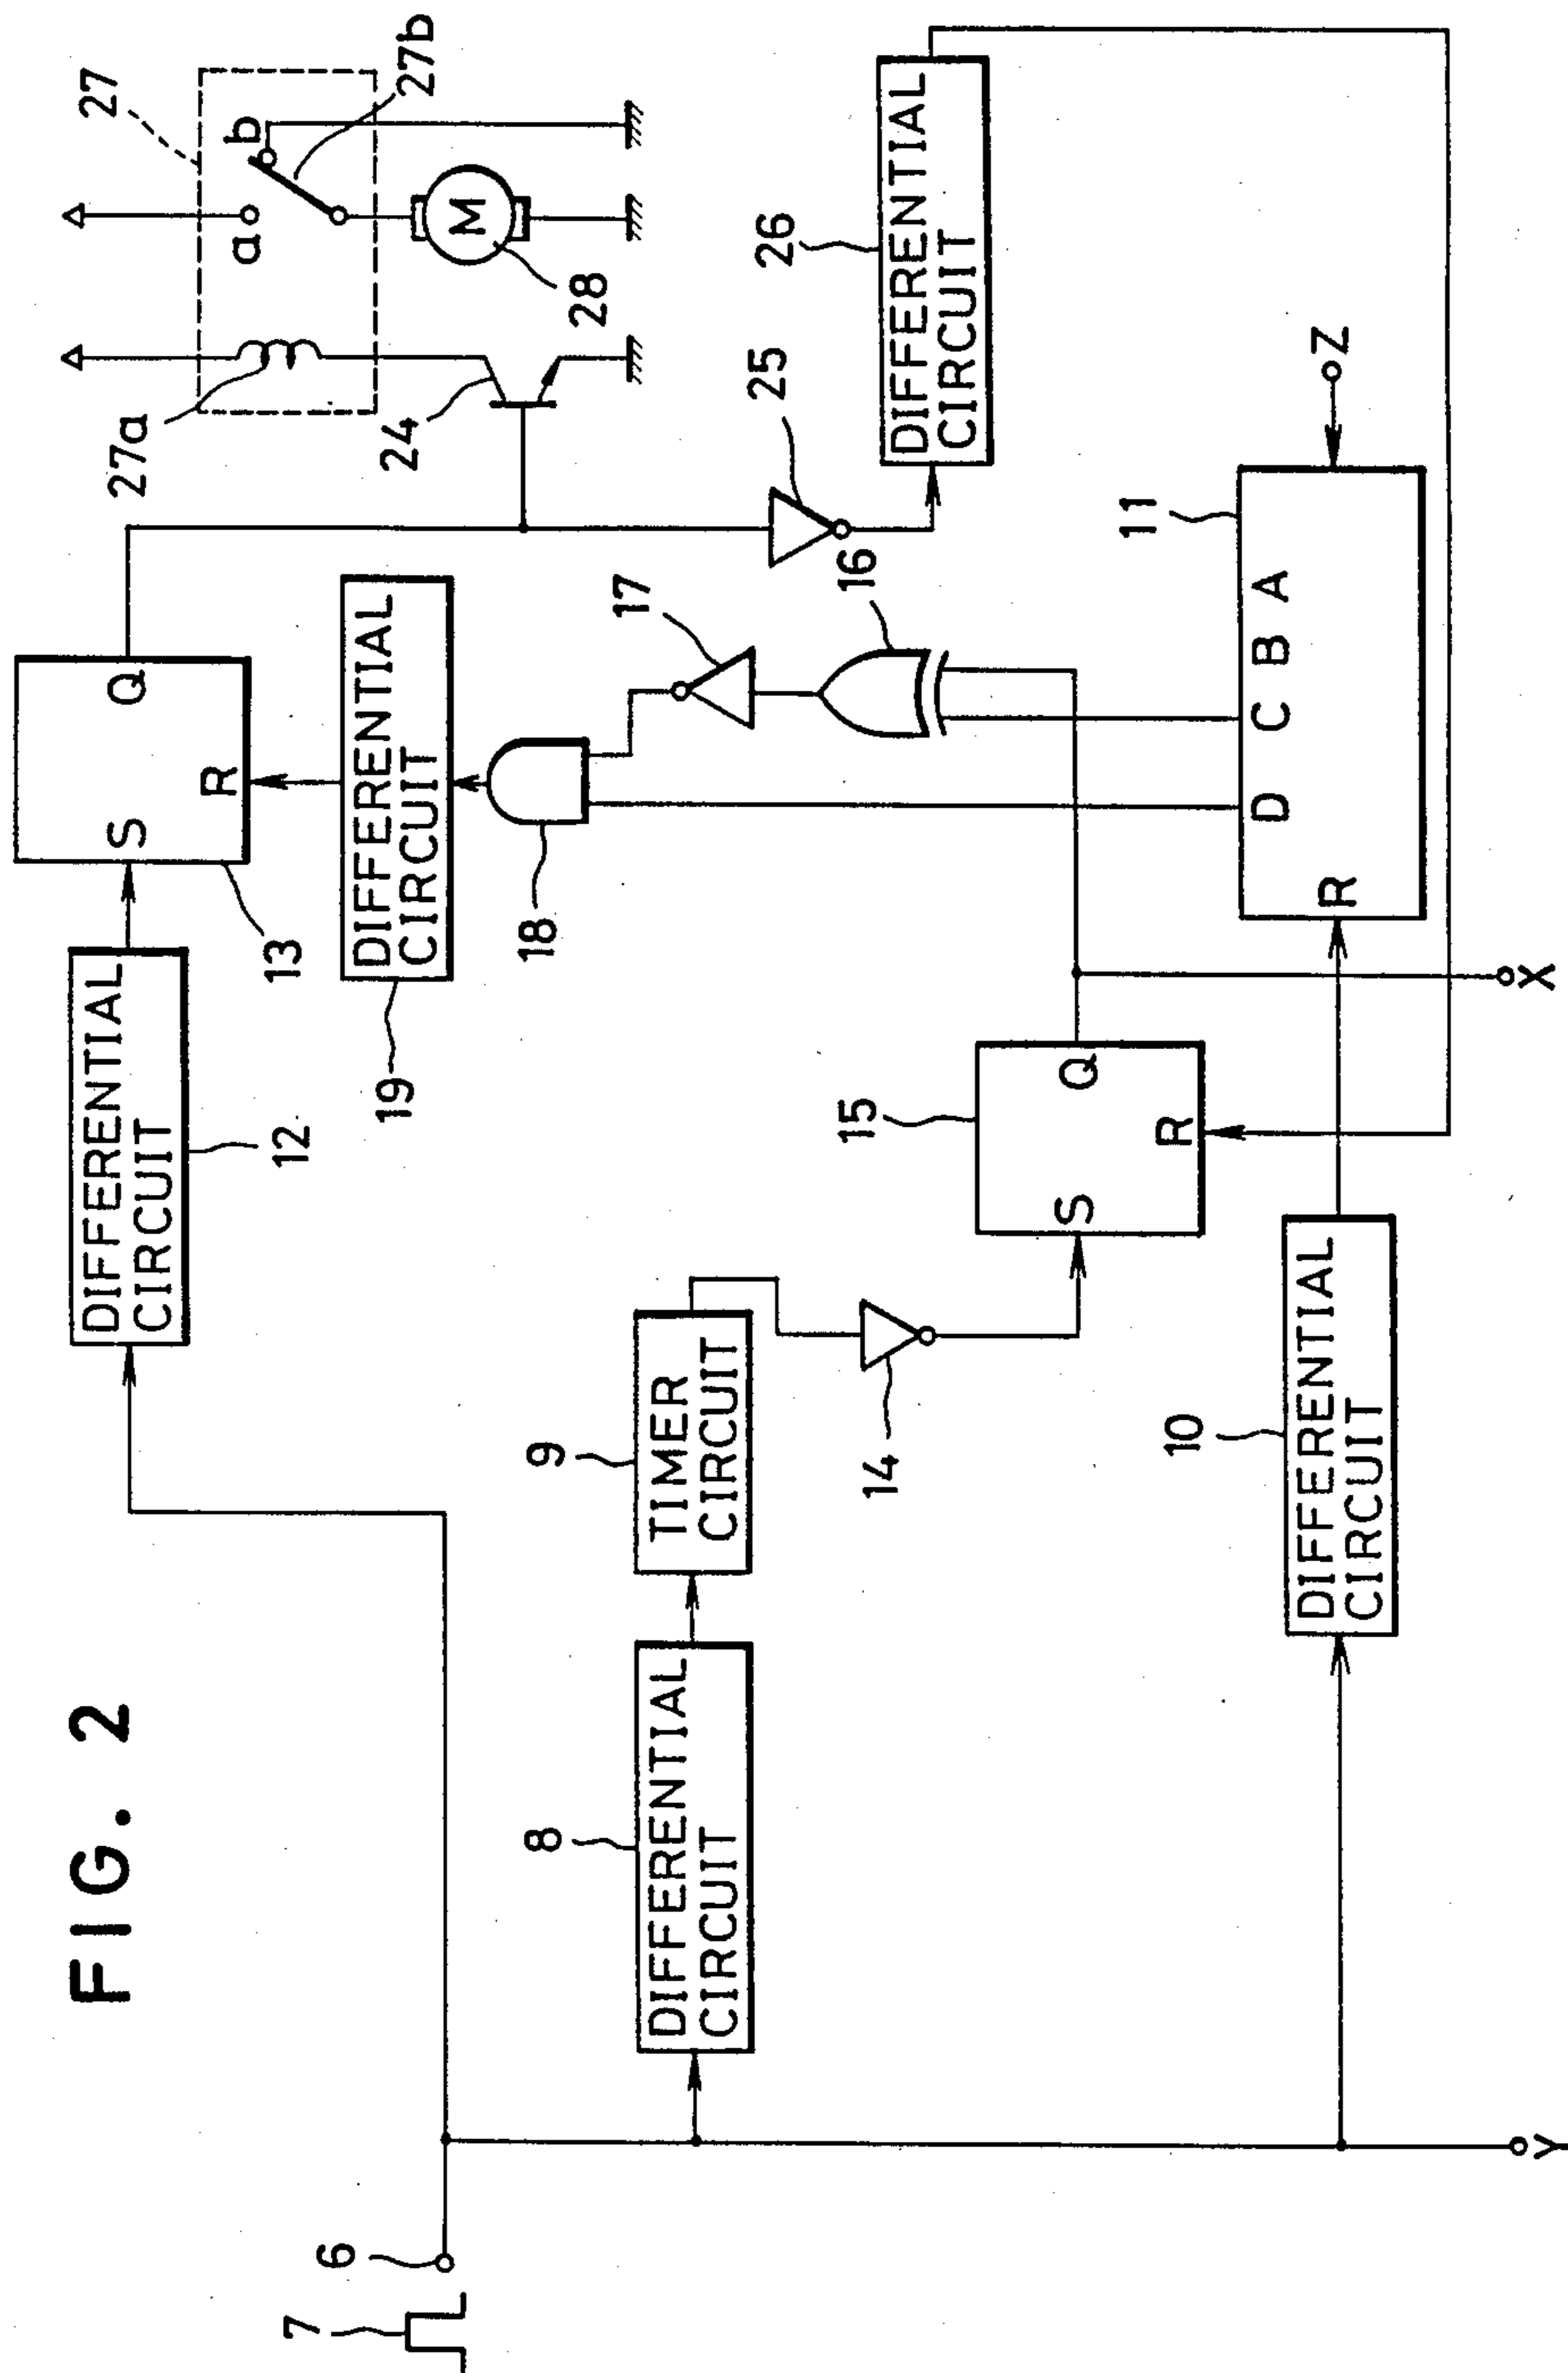 FIG. 2
7
6
8
DIFFERENTIAL
CIRCUIT
9
TIMER
CIRCUIT
14
10
DIFFERENTIAL
CIRCUIT
12
DIFFERENTIAL
CIRCUIT
13
S
Q
R
15
S
Q
R
19
DIFFERENTIAL
CIRCUIT
18
17
16
11
R
D C B A
Z
X
Y
24
25
26
DIFFERENTIAL
CIRCUIT
27
27a
27b
a
b
M
28